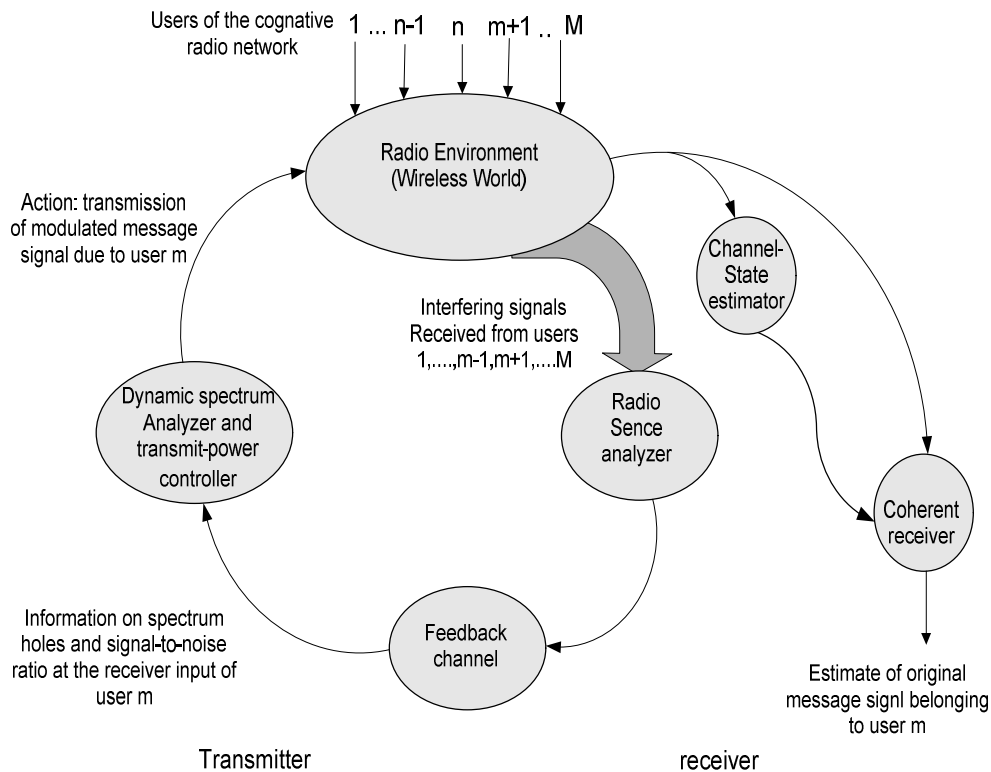 Users of the cognative
radio network
1 ... n-1 n m+1 .. M
Radio Environment
(Wireless World)
Action: transmission
of modulated message
signal due to user m
Channel-
State
estimator
Interfering signals
Received from users
1,....,m-1,m+1,....M
Dynamic spectrum
Analyzer and
transmit-power
controller
Radio
Sence
analyzer
Coherent
receiver
Information on spectrum
holes and signal-to-noise
ratio at the receiver input of
user m
Feedback
channel
Estimate of original
message signl belonging
to user m
Transmitter
receiver